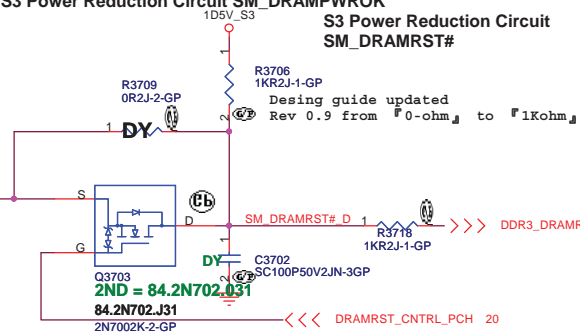 S3 Power Reduction Circuit SM_DRAMPWROK
1D5V_S3
S3 Power Reduction Circuit
SM_DRAMRST#
1
R3706
1KR2J-1-GP
R3709
0R2J-2-GP
Desing guide updated
2
Rev 0.9 from 『0-ohm』 to 『1Kohm』
1
DY
S
D
SM_DRAMRST#_D
1
R3718
1KR2J-1-GP
DDR3_DRAMR
G
1
DY
C3702
SC100P50V2JN-3GP
2
Q3703
2ND = 84.2N702.031
84.2N702.J31
2N7002K-2-GP
DRAMRST_CNTRL_PCH 20